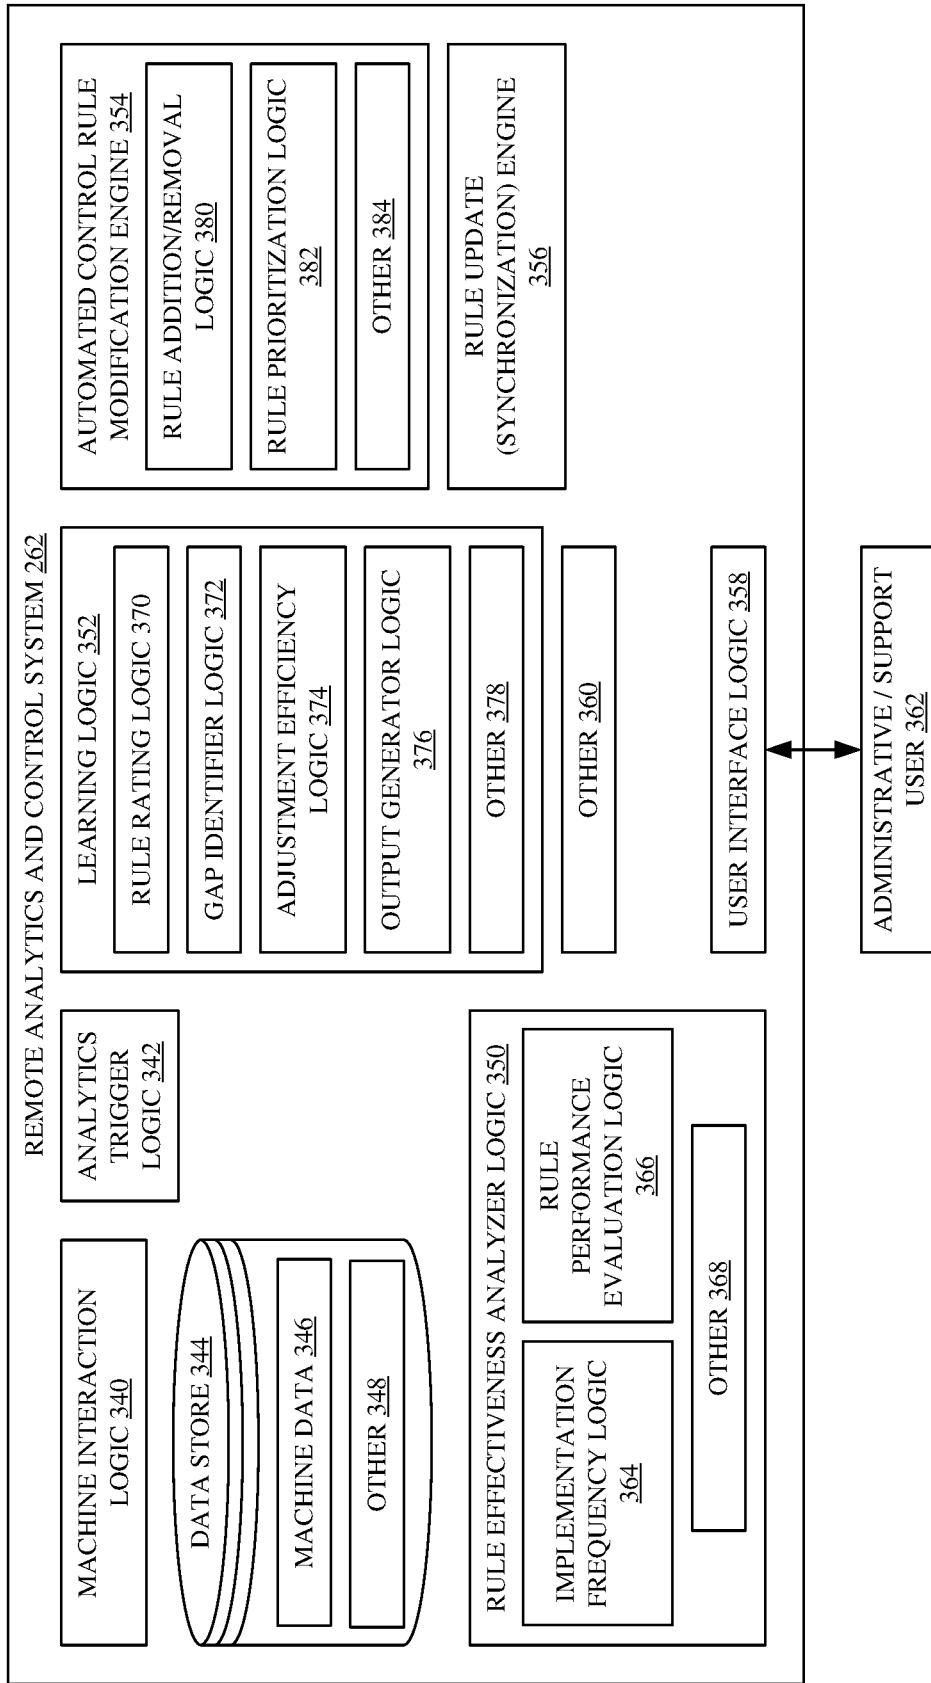 REMOTE ANALYTICS AND CONTROL SYSTEM 262
MACHINE INTERACTION
LOGIC 340
ANALYTICS
TRIGGER
LOGIC 342
DATA STORE 344
MACHINE DATA 346
OTHER 348
RULE EFFECTIVENESS ANALYZER LOGIC 350
IMPLEMENTATION
FREQUENCY LOGIC
364
RULE
PERFORMANCE
EVALUATION LOGIC
366
OTHER 368
LEARNING LOGIC 352
RULE RATING LOGIC 370
GAP IDENTIFIER LOGIC 372
ADJUSTMENT EFFICIENCY
LOGIC 374
OUTPUT GENERATOR LOGIC
376
OTHER 378
OTHER 360
USER INTERFACE LOGIC 358
AUTOMATED CONTROL RULE
MODIFICATION ENGINE 354
RULE ADDITION/REMOVAL
LOGIC 380
RULE PRIORITIZATION LOGIC
382
OTHER 384
RULE UPDATE
(SYNCHRONIZATION) ENGINE
356
ADMINISTRATIVE / SUPPORT
USER 362